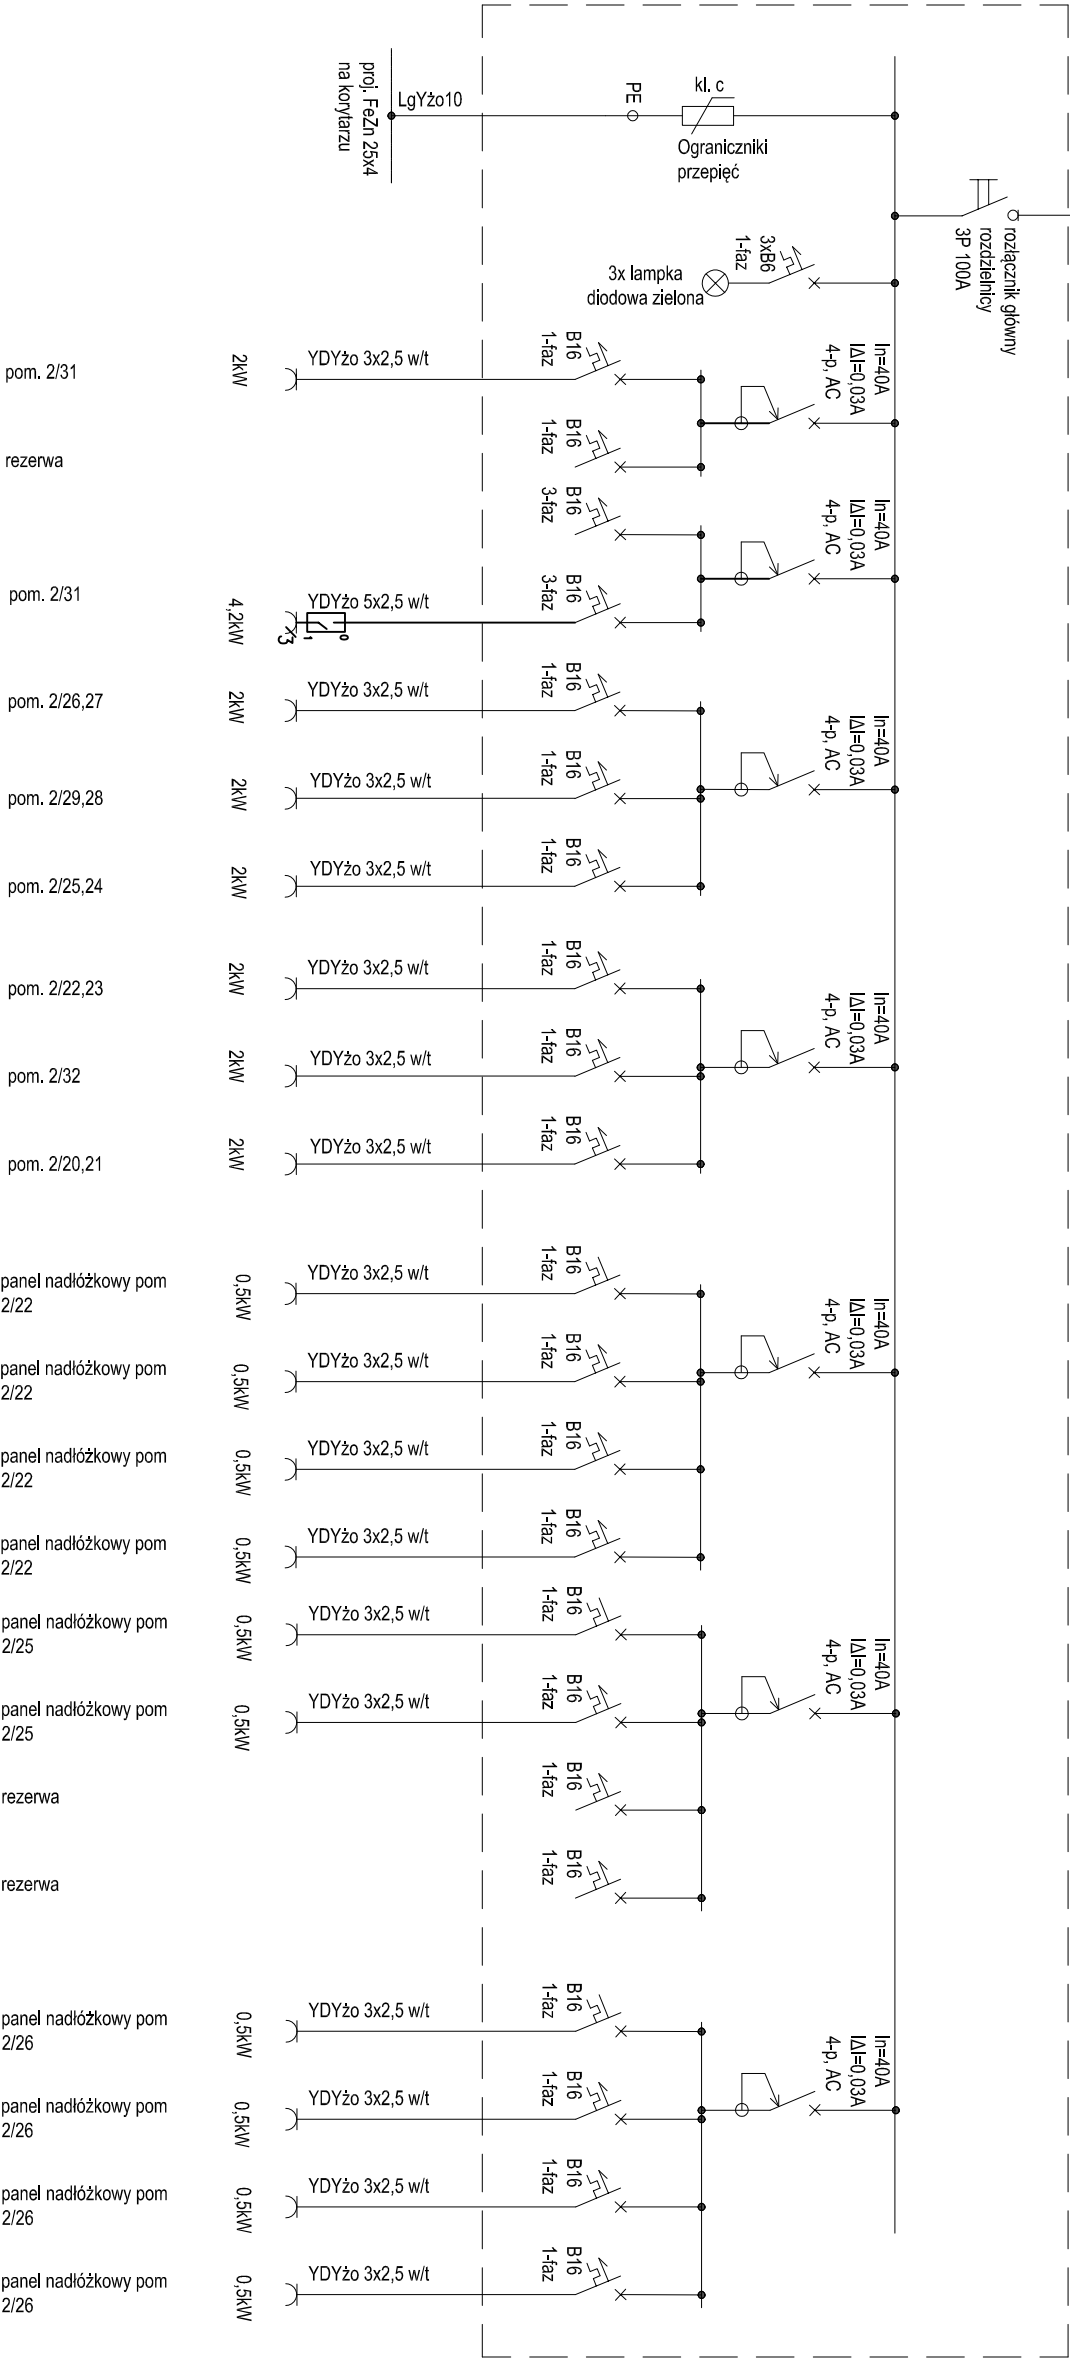 proj. FeZn 25x4
na korytarzu
LgYżo10
PE
kl. c
Ograniczniki
przepięć
rozłącznik główny
rozdzielnicy
3P 100A
3xB6
1-faz
3x lampka
diodowa zielona
In=40A
IΔI=0,03A
4-p, AC
pom. 2/31
2kW
YDYżo 3x2,5 w/t
B16
1-faz
rezerwa
B16
1-faz
In=40A
IΔI=0,03A
4-p, AC
B16
3-faz
pom. 2/31
4,2kW
3
1
0
YDYżo 5x2,5 w/t
B16
3-faz
In=40A
IΔI=0,03A
4-p, AC
pom. 2/26,27
2kW
YDYżo 3x2,5 w/t
B16
1-faz
pom. 2/29,28
2kW
YDYżo 3x2,5 w/t
B16
1-faz
pom. 2/25,24
2kW
YDYżo 3x2,5 w/t
B16
1-faz
In=40A
IΔI=0,03A
4-p, AC
pom. 2/22,23
2kW
YDYżo 3x2,5 w/t
B16
1-faz
pom. 2/32
2kW
YDYżo 3x2,5 w/t
B16
1-faz
pom. 2/20,21
2kW
YDYżo 3x2,5 w/t
B16
1-faz
In=40A
IΔI=0,03A
4-p, AC
panel nadłóżkowy pom
2/22
0,5kW
YDYżo 3x2,5 w/t
B16
1-faz
panel nadłóżkowy pom
2/22
0,5kW
YDYżo 3x2,5 w/t
B16
1-faz
panel nadłóżkowy pom
2/22
0,5kW
YDYżo 3x2,5 w/t
B16
1-faz
panel nadłóżkowy pom
2/22
0,5kW
YDYżo 3x2,5 w/t
B16
1-faz
In=40A
IΔI=0,03A
4-p, AC
panel nadłóżkowy pom
2/25
0,5kW
YDYżo 3x2,5 w/t
B16
1-faz
panel nadłóżkowy pom
2/25
0,5kW
YDYżo 3x2,5 w/t
B16
1-faz
rezerwa
B16
1-faz
rezerwa
B16
1-faz
In=40A
IΔI=0,03A
4-p, AC
panel nadłóżkowy pom
2/26
0,5kW
YDYżo 3x2,5 w/t
B16
1-faz
panel nadłóżkowy pom
2/26
0,5kW
YDYżo 3x2,5 w/t
B16
1-faz
panel nadłóżkowy pom
2/26
0,5kW
YDYżo 3x2,5 w/t
B16
1-faz
panel nadłóżkowy pom
2/26
0,5kW
YDYżo 3x2,5 w/t
B16
1-faz